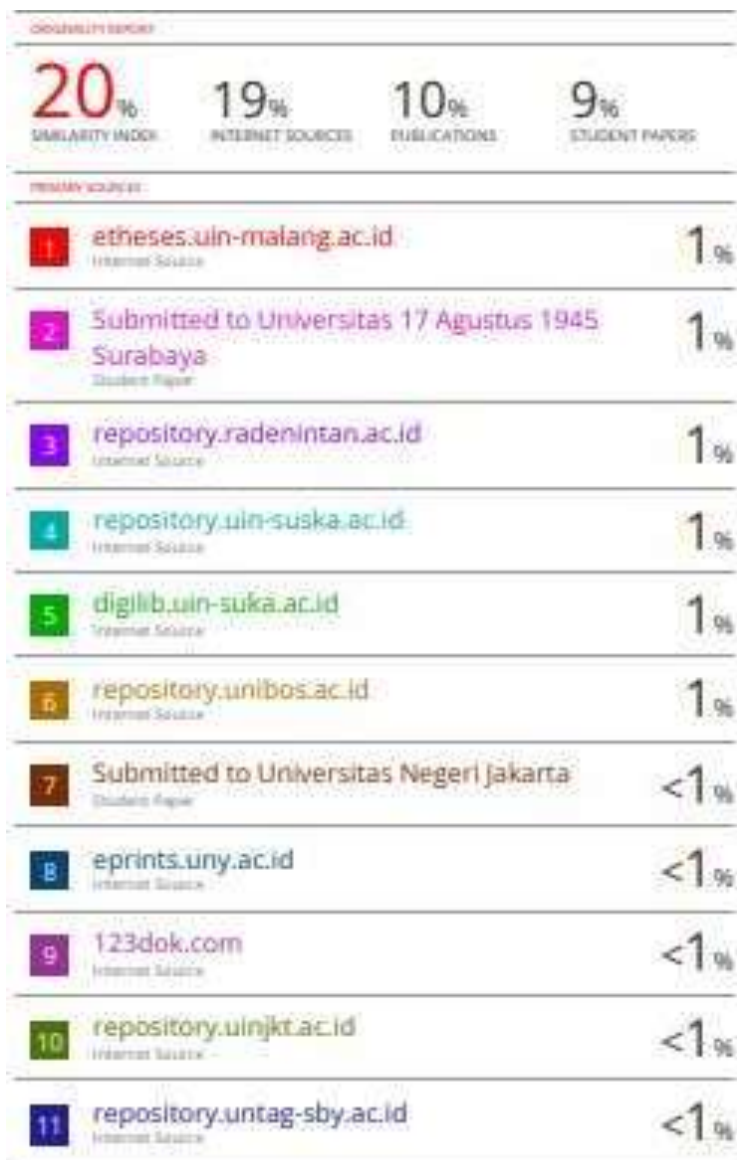 ORIGINALITY REPORT
20%
SIMILARITY INDEX
19%
INTERNET SOURCES
10%
PUBLICATIONS
9%
STUDENT PAPERS
PRIMARY SOURCES
1
etheses.uin-malang.ac.id
Internet Source
1%
2
Submitted to Universitas 17 Agustus 1945
Surabaya
Student Paper
1%
3
repository.radenintan.ac.id
Internet Source
1%
4
repository.uin-suska.ac.id
Internet Source
1%
5
digilib.uin-suka.ac.id
Internet Source
1%
6
repository.unibos.ac.id
Internet Source
1%
7
Submitted to Universitas Negeri Jakarta
Student Paper
<1%
8
eprints.uny.ac.id
Internet Source
<1%
9
123dok.com
Internet Source
<1%
10
repository.uinjkt.ac.id
Internet Source
<1%
11
repository.untag-sby.ac.id
Internet Source
<1%